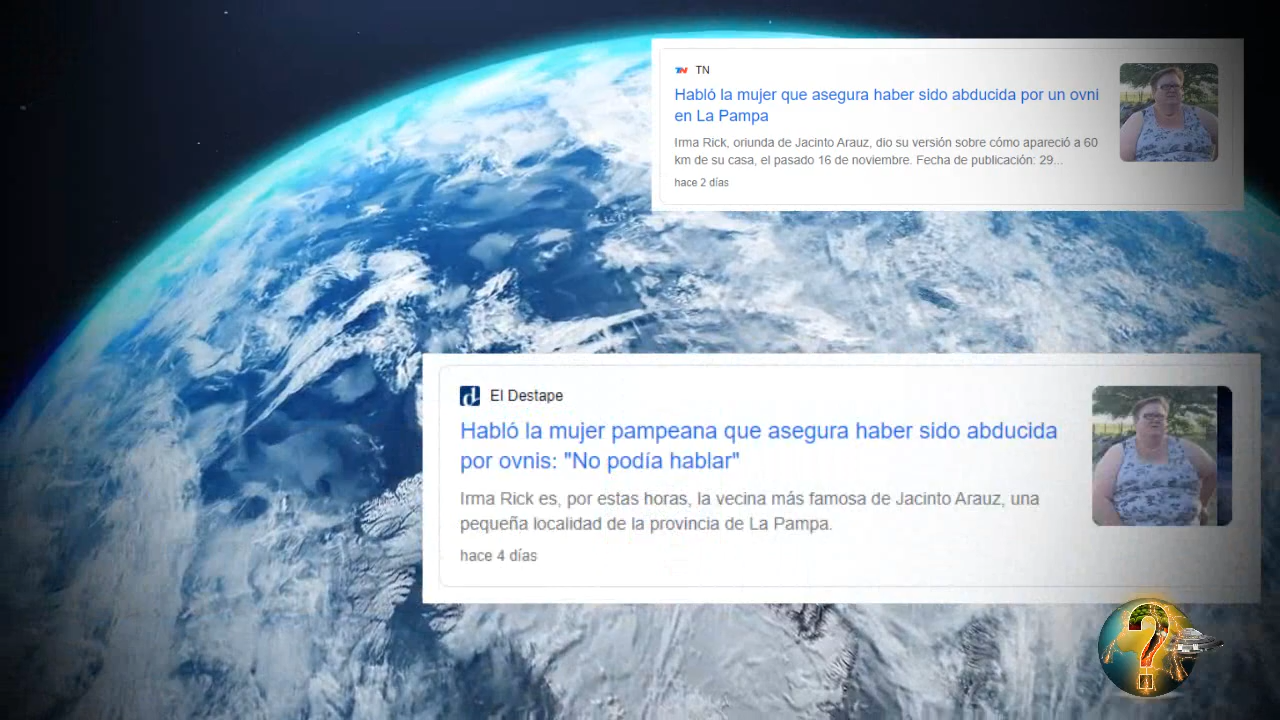 TN
Habló la mujer que asegura haber sido abducida por un ovni
en La Pampa
Irma Rick, oriunda de Jacinto Arauz, dio su versión sobre cómo apareció a 60
km de su casa, el pasado 16 de noviembre. Fecha de publicación: 29...
hace 2 días
El Destape
Habló la mujer pampeana que asegura haber sido abducida
por ovnis: "No podía hablar"
Irma Rick es, por estas horas, la vecina más famosa de Jacinto Arauz, una
pequeña localidad de la provincia de La Pampa.
hace 4 días
?